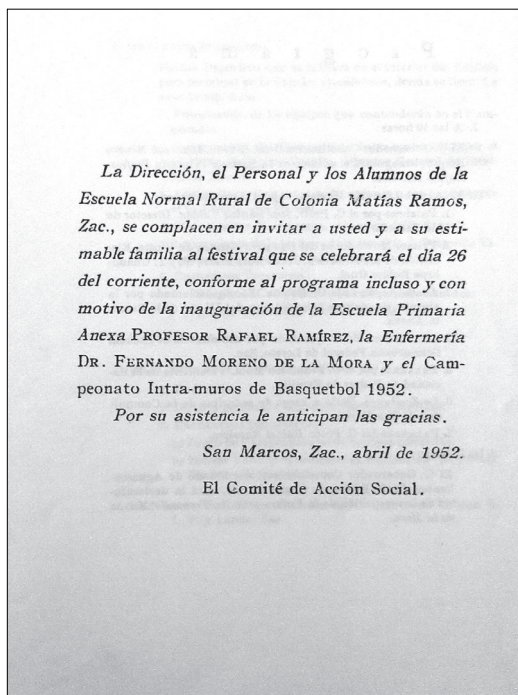 La Dirección, el Personal y los Alumnos de la
Escuela Normal Rural de Colonia Matías Ramos,
Zac., se complacen en invitar a usted y a su esti-
mable familia al festival que se celebrará el día 26
del corriente, conforme al programa incluso y con
motivo de la inauguración de la Escuela Primaria
Anexa PROFESOR RAFAEL RAMÍREZ, la Enfermería
DR. FERNANDO MORENO DE LA MORA y el Cam-
peonato Intra-muros de Basquetbol 1952.
Por su asistencia le anticipan las gracias.
San Marcos, Zac., abril de 1952.
El Comité de Acción Social.